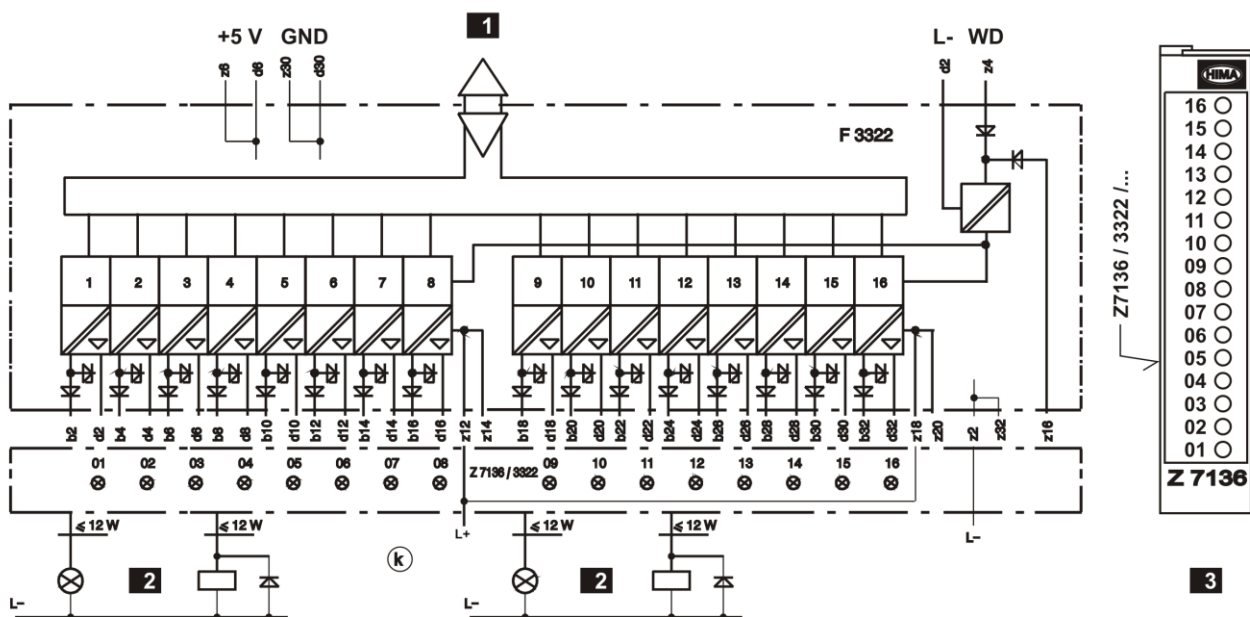 1
+5 V GND
L- WD
z6 d6 z30 d30
d2 z4
HIMA
F 3322
16
15
14
13
12
11
10
09
08
07
06
05
04
03
02
01
Z 7136
Z7136 / 3322 /...
1 2 3 4 5 6 7 8
9 10 11 12 13 14 15 16
b2 d2 b4 d4 b6 d6 b8 d8 b10 d10 b12 d12 b14 d14 b16 d16 z12 z14
b18 d18 b20 d20 b22 d22 b24 d24 b26 d26 b28 d28 b30 d30 b32 d32 z18 z20 z2 z32 z16
01 02 03 04 05 06 07 08
Z 7136 / 3322
09 10 11 12 13 14 15 16
≤ 12 W ≤ 12 W L+ ≤ 12 W ≤ 12 W L-
k
2 2 3
L- L-